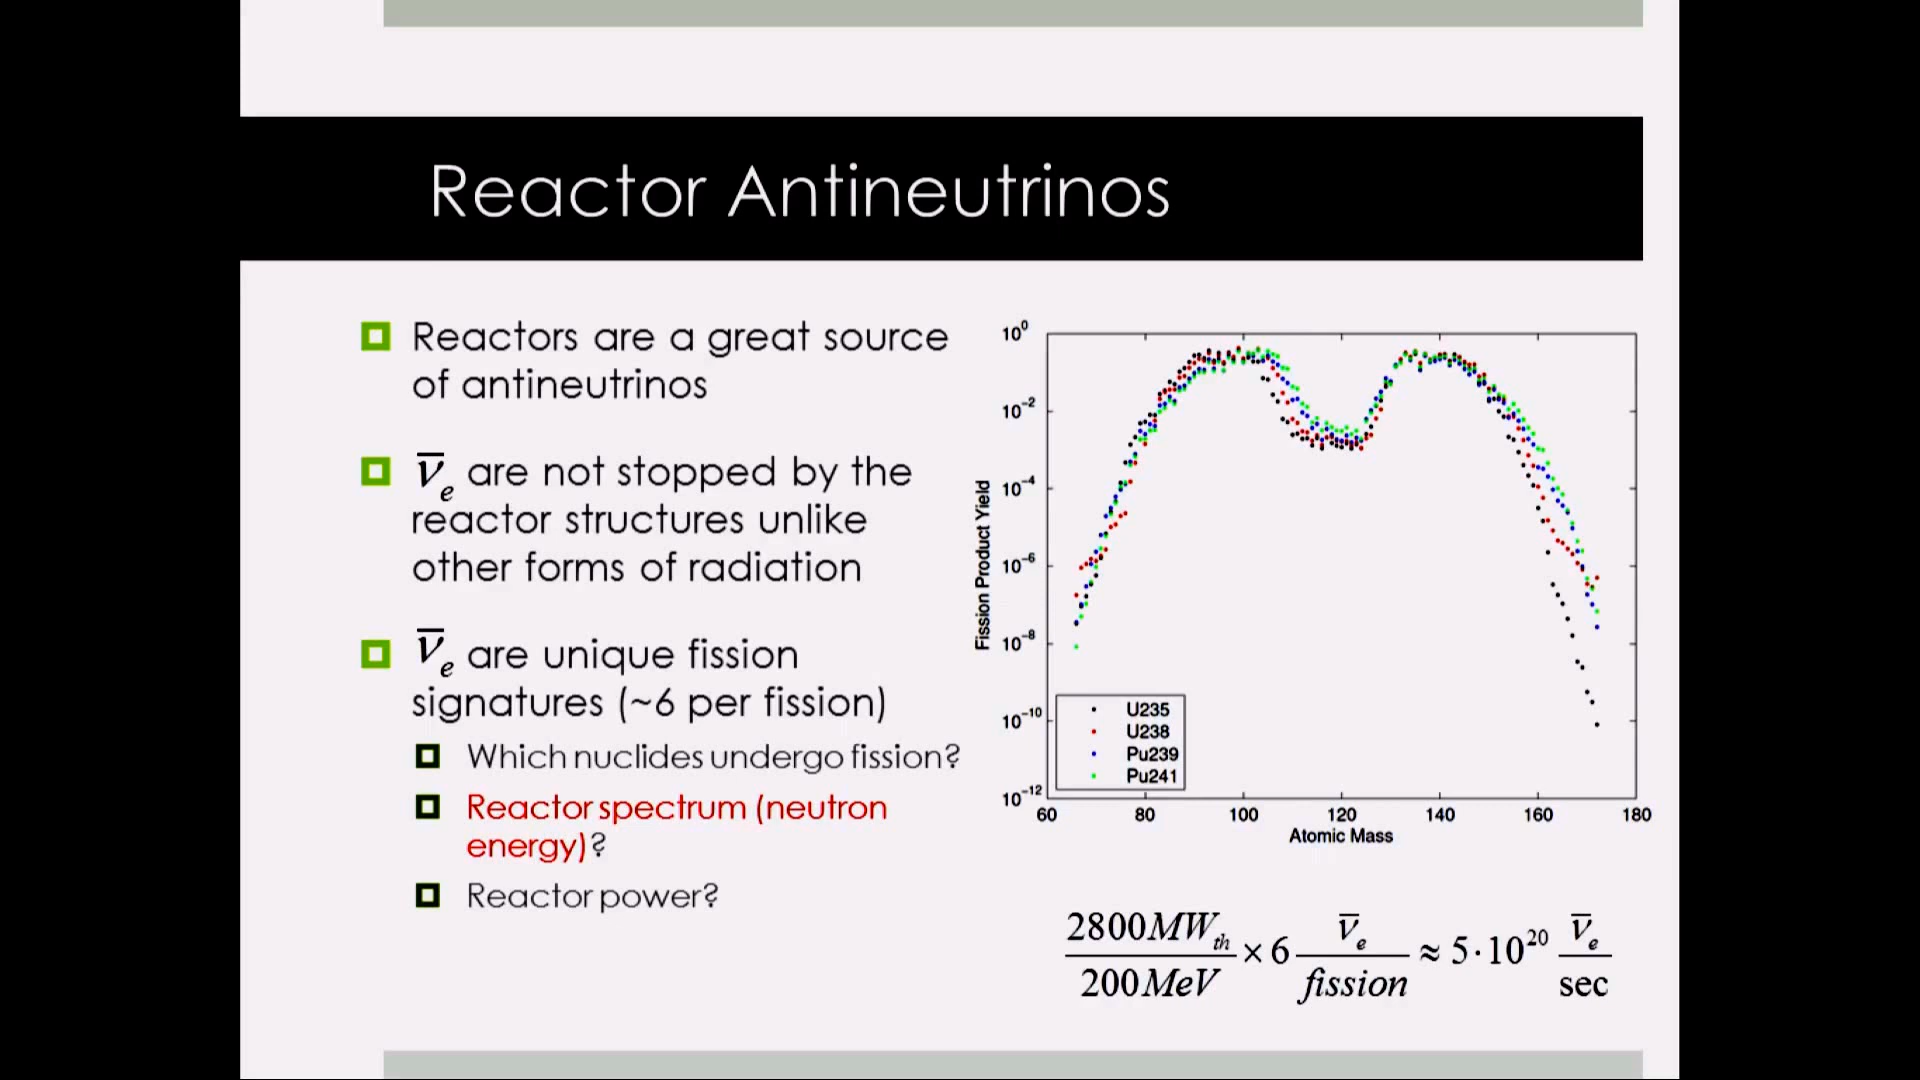 Reactor Antineutrinos
Reactors are a great source
of antineutrinos
ν̅ₑ are not stopped by the
reactor structures unlike
other forms of radiation
ν̅ₑ are unique fission
signatures (~6 per fission)
Which nuclides undergo fission?
Reactor spectrum (neutron
energy)?
Reactor power?
Fission Product Yield
10⁰
10⁻²
10⁻⁴
10⁻⁶
10⁻⁸
10⁻¹⁰
10⁻¹²
U235
U238
Pu239
Pu241
60 80 100 120 140 160 180
Atomic Mass
2800MWₜₕ / 200MeV × 6 ν̅ₑ / fission ≈ 5·10²⁰ ν̅ₑ / sec